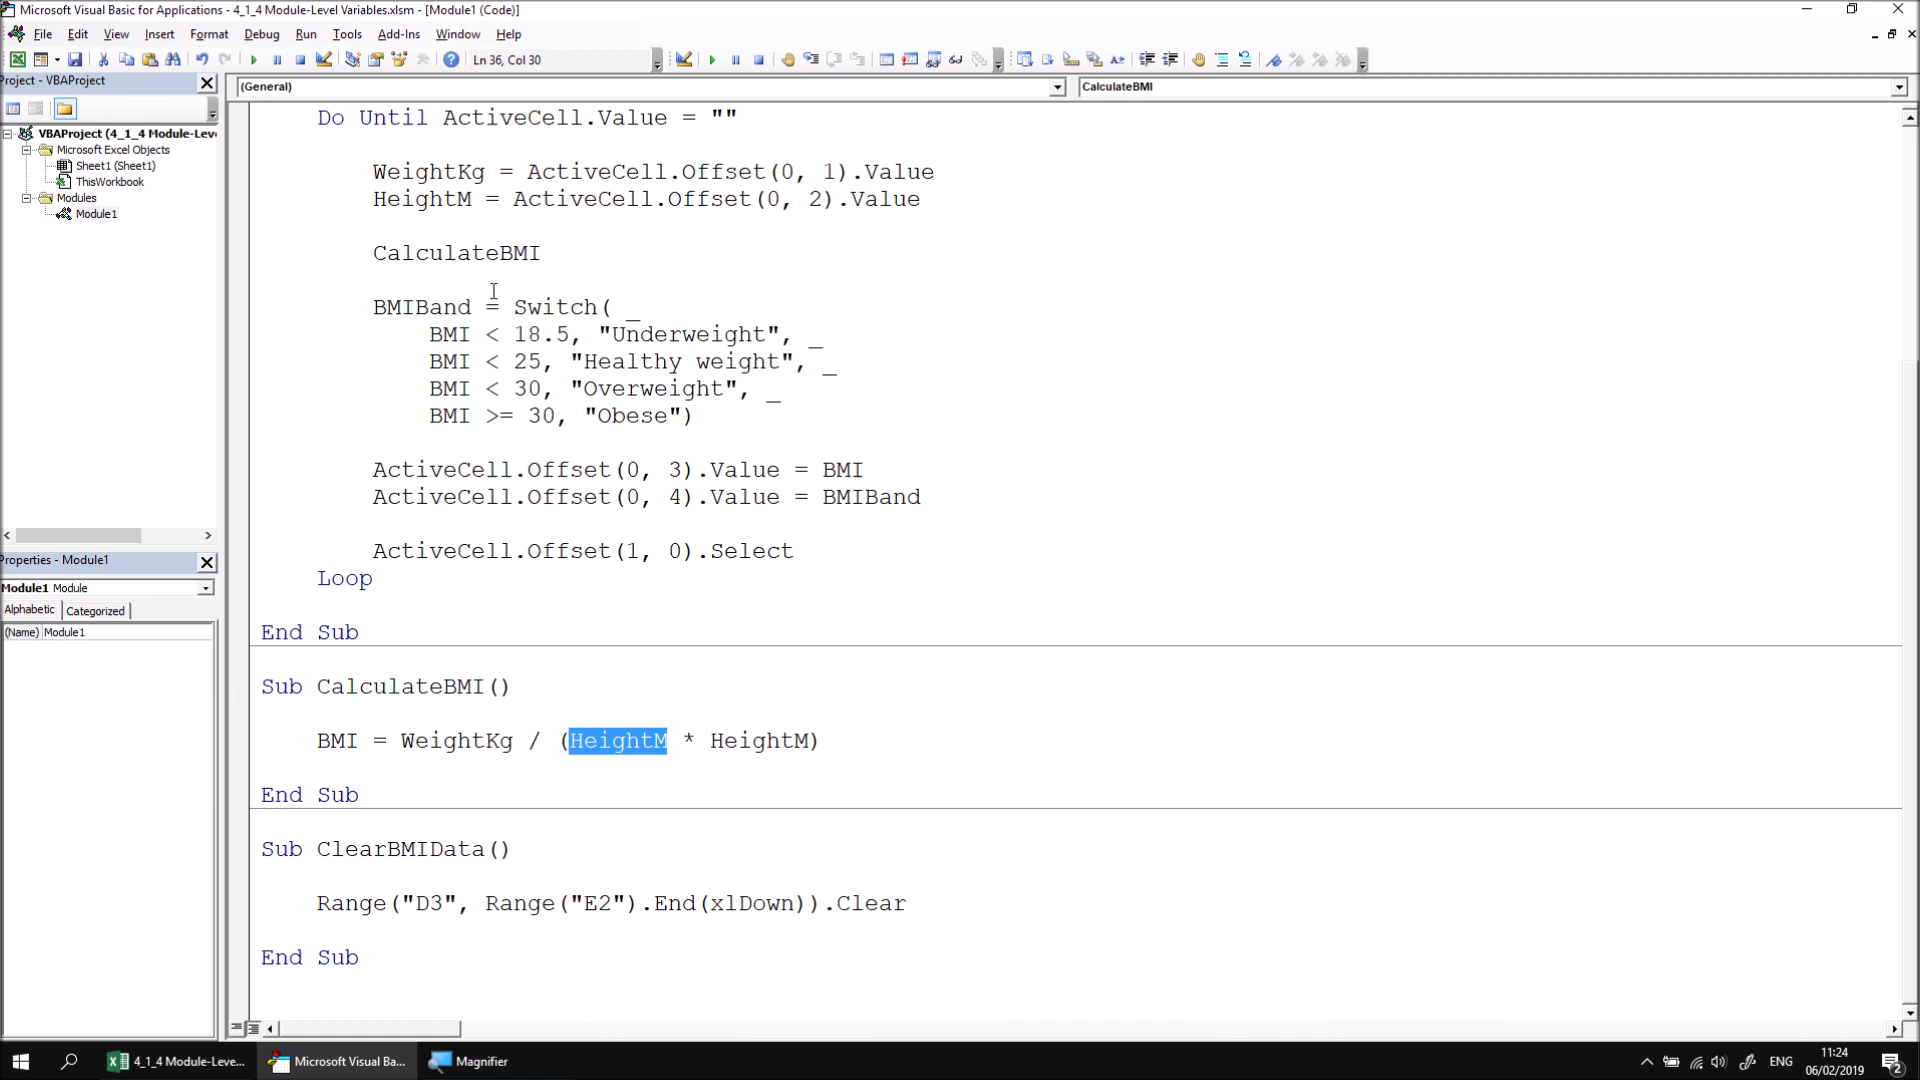 Microsoft Visual Basic for Applications - 4_1_4 Module-Level Variables.xlsm - [Module1 (Code)]
File Edit View Insert Format Debug Run Tools Add-Ins Window Help
Ln 36, Col 30
Project - VBAProject
(General)
CalculateBMI
VBAProject (4_1_4 Module-Lev
Microsoft Excel Objects
Sheet1 (Sheet1)
ThisWorkbook
Modules
Module1
Properties - Module1
Module1 Module
Alphabetic Categorized
(Name) Module1
Do Until ActiveCell.Value = ""
WeightKg = ActiveCell.Offset(0, 1).Value
HeightM = ActiveCell.Offset(0, 2).Value
CalculateBMI
BMIBand = Switch( _
BMI < 18.5, "Underweight", _
BMI < 25, "Healthy weight", _
BMI < 30, "Overweight", _
BMI >= 30, "Obese")
ActiveCell.Offset(0, 3).Value = BMI
ActiveCell.Offset(0, 4).Value = BMIBand
ActiveCell.Offset(1, 0).Select
Loop
End Sub
Sub CalculateBMI()
BMI = WeightKg / (HeightM * HeightM)
End Sub
Sub ClearBMIData()
Range("D3", Range("E2").End(xlDown)).Clear
End Sub
4_1_4 Module-Leve...
Microsoft Visual Ba...
Magnifier
ENG
11:24
06/02/2019
2